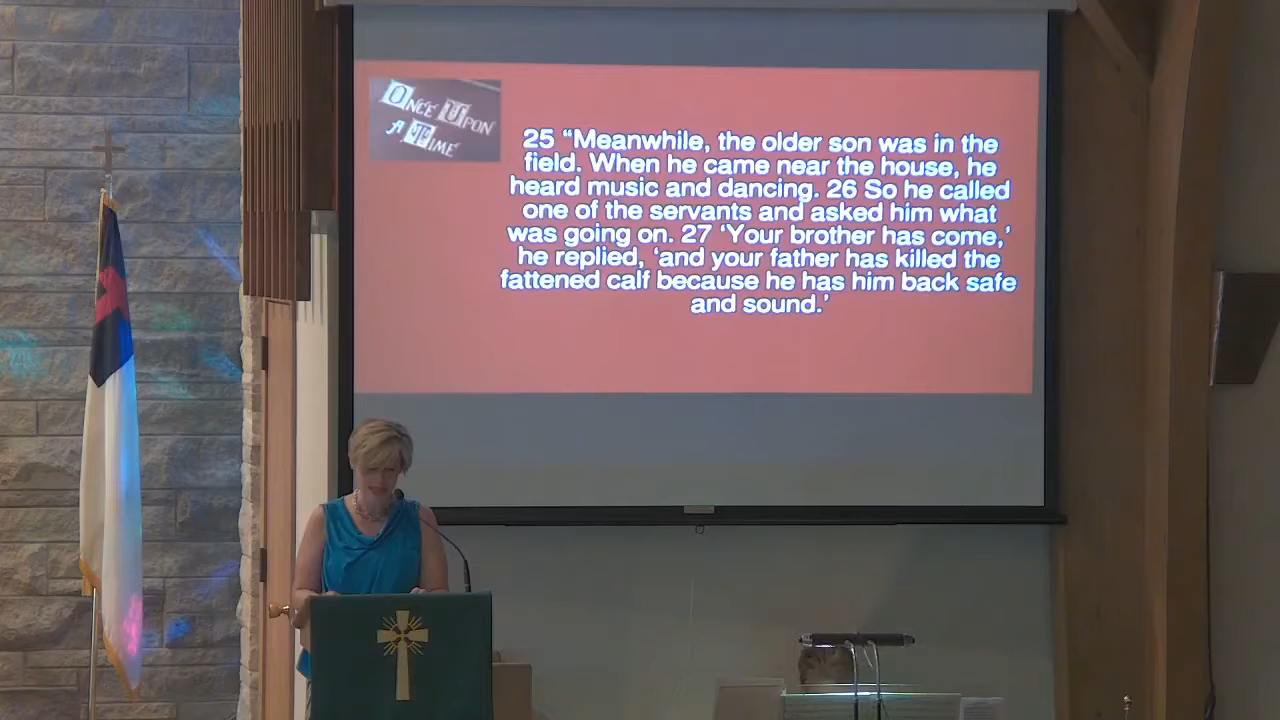 ONCE UPON
A TIME
25 “Meanwhile, the older son was in the
field. When he came near the house, he
heard music and dancing. 26 So he called
one of the servants and asked him what
was going on. 27 ‘Your brother has come,’
he replied, ‘and your father has killed the
fattened calf because he has him back safe
and sound.’